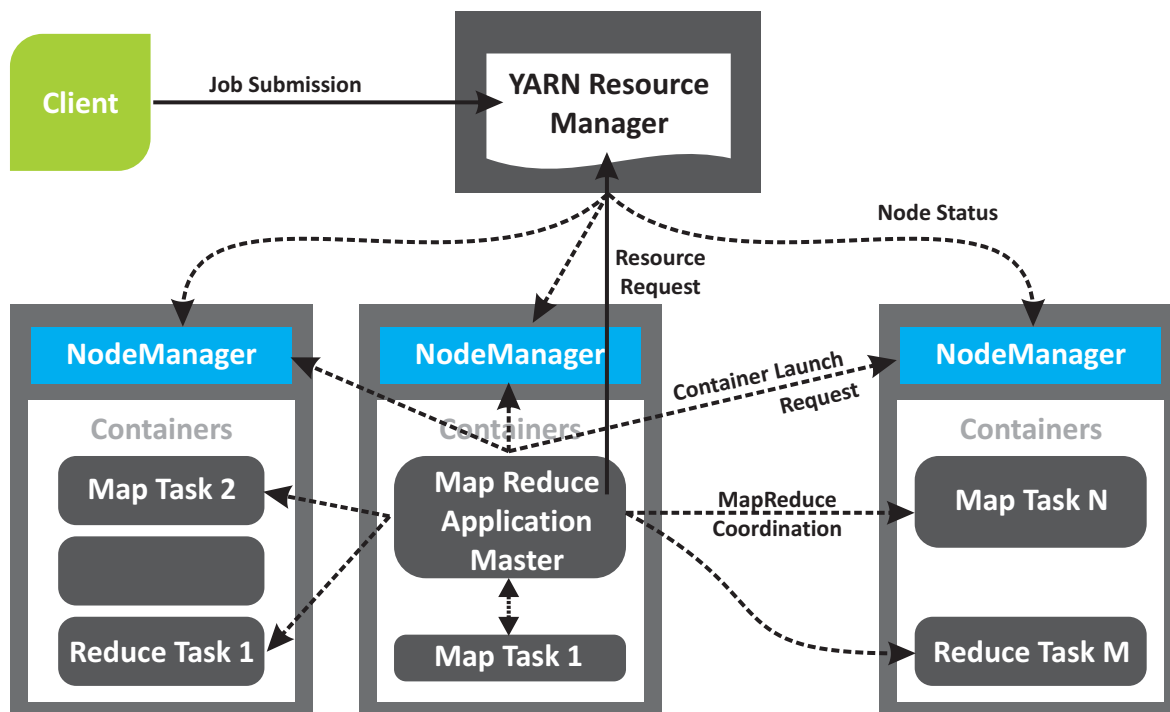 Client
Job Submission
YARN Resource
Manager
Node Status
Resource
Request
NodeManager
NodeManager
NodeManager
Container Launch
Request
Containers
Containers
Containers
Map Task 2
Reduce Task 1
Map Reduce
Application
Master
Map Task 1
MapReduce
Coordination
Map Task N
Reduce Task M